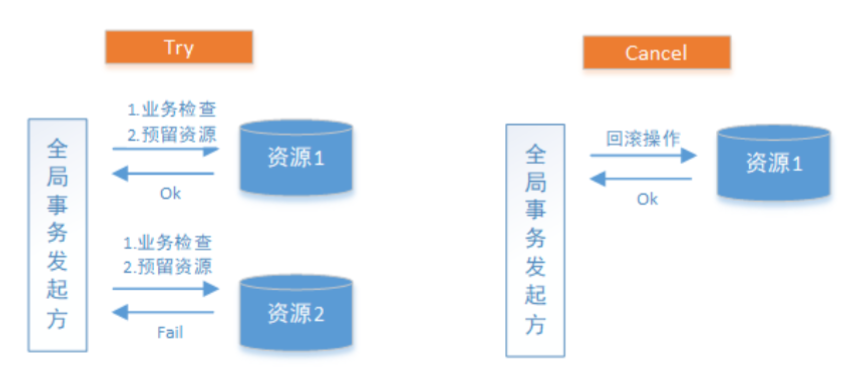 Try
1.业务检查
2.预留资源
全局事务发起方
资源1
Ok
1.业务检查
2.预留资源
资源2
Fail
Cancel
全局事务发起方
回滚操作
资源1
Ok